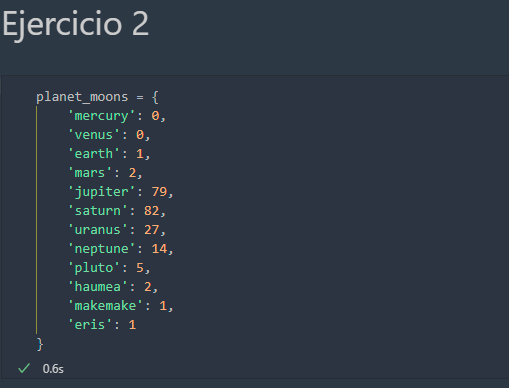 Ejercicio 2
planet_moons = {
    'mercury': 0,
    'venus': 0,
    'earth': 1,
    'mars': 2,
    'jupiter': 79,
    'saturn': 82,
    'uranus': 27,
    'neptune': 14,
    'pluto': 5,
    'haumea': 2,
    'makemake': 1,
    'eris': 1
}
0.6s